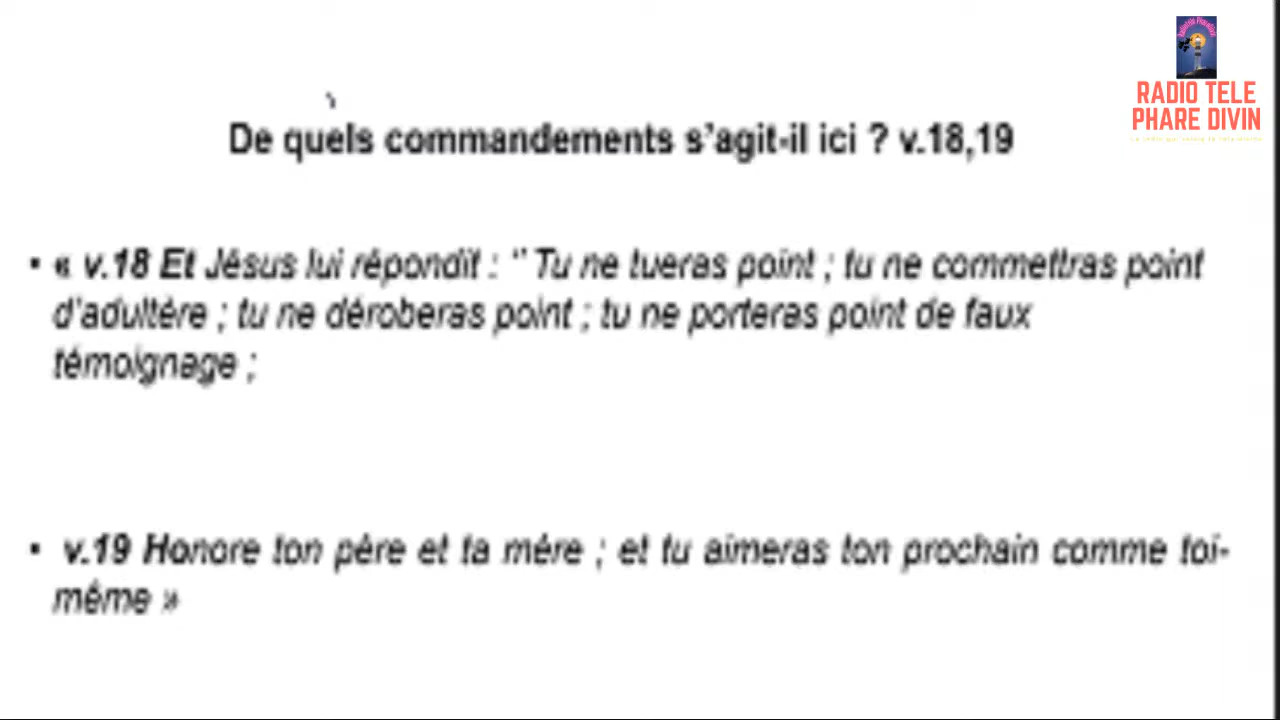 RADIO TELE
PHARE DIVIN
De quels commandements s'agit-il ici ? v.18,19
• « v.18 Et Jésus lui répondit : " Tu ne tueras point ; tu ne commettras point
d'adultère ; tu ne déroberas point ; tu ne porteras point de faux
témoignage ;
• v.19 Honore ton père et ta mère ; et tu aimeras ton prochain comme toi-
même »